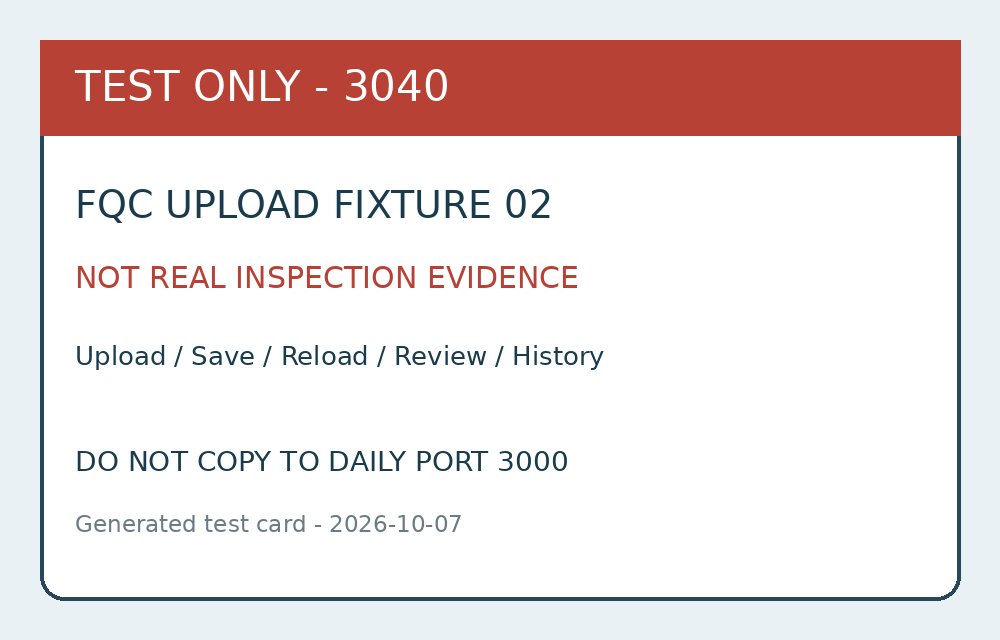 TEST ONLY - 3040
FQC UPLOAD FIXTURE 02
NOT REAL INSPECTION EVIDENCE
Upload / Save / Reload / Review / History
DO NOT COPY TO DAILY PORT 3000
Generated test card - 2026-10-07